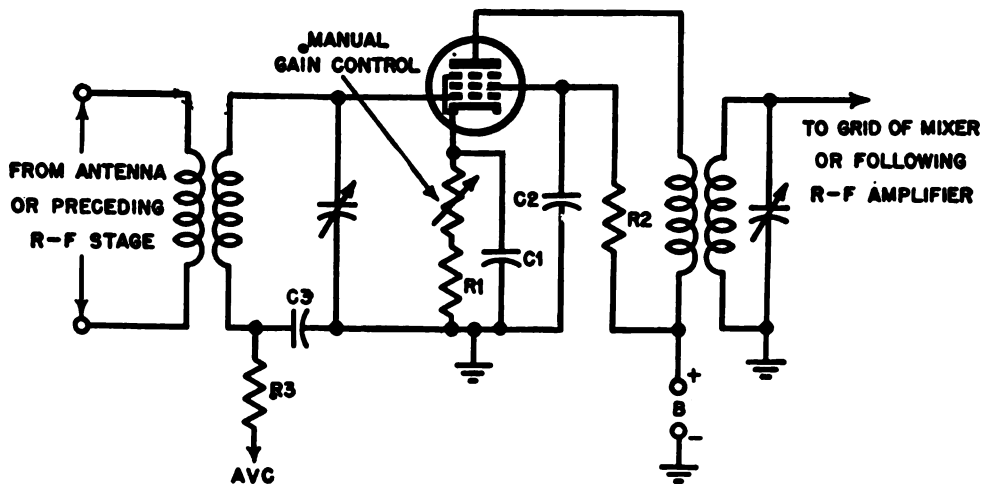 MANUAL
GAIN CONTROL
FROM ANTENNA
OR PRECEDING
R-F STAGE
TO GRID OF MIXER
OR FOLLOWING
R-F AMPLIFIER
C2
R2
C1
R1
C3
R3
AVC
+
B
−